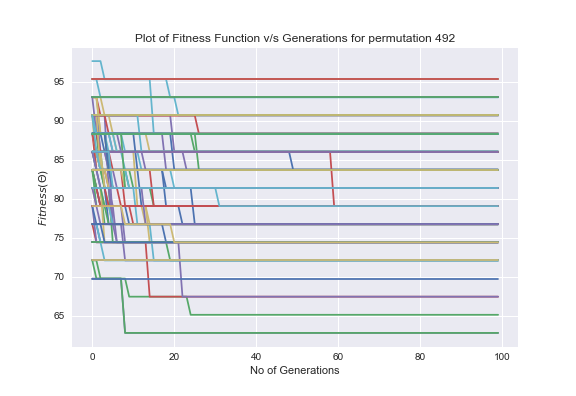 Plot of Fitness Function v/s Generations for permutation 492
Fitness(Θ)
95
90
85
80
75
70
65
0 20 40 60 80 100
No of Generations